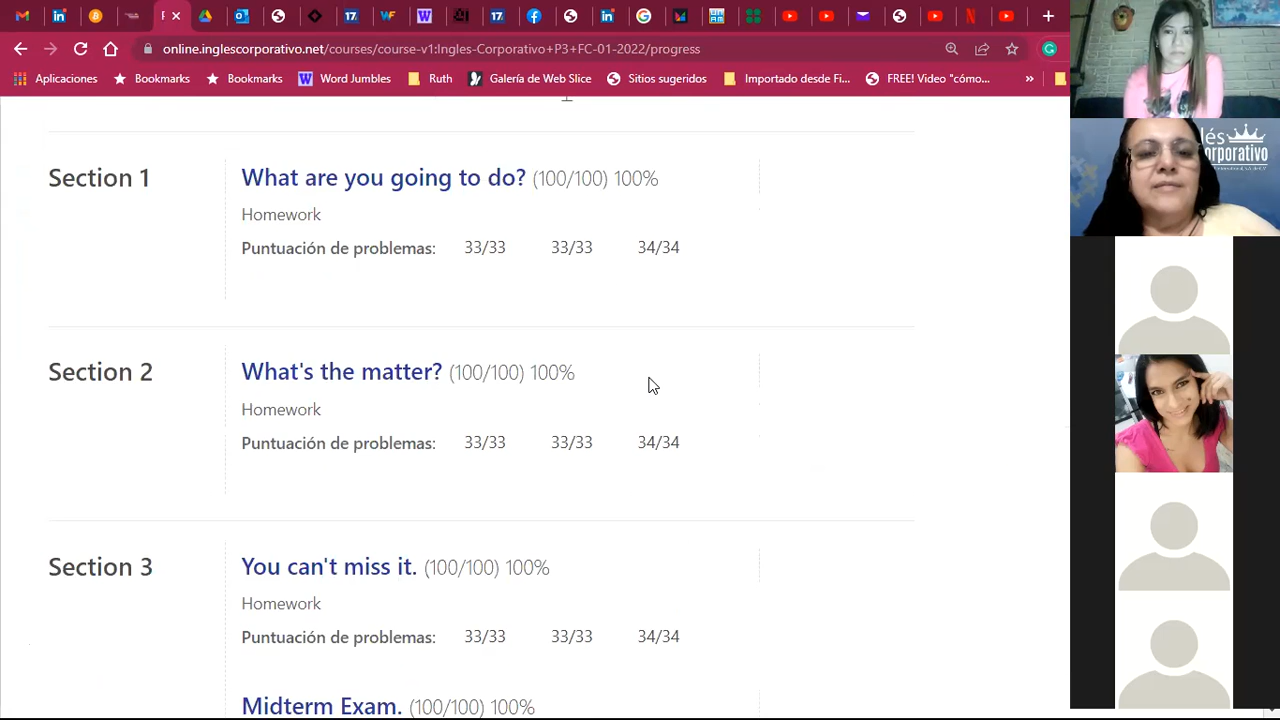 online.inglescorporativo.net/courses/course-v1:Ingles-Corporativo+P3+FC-01-2022/progress
Aplicaciones Bookmarks Bookmarks Word Jumbles Ruth Galería de Web Slice Sitios sugeridos Importado desde Fi... FREE! Video "cómo... »
Section 1
What are you going to do? (100/100) 100%
Homework
Puntuación de problemas: 33/33 33/33 34/34
Section 2
What's the matter? (100/100) 100%
Homework
Puntuación de problemas: 33/33 33/33 34/34
Section 3
You can't miss it. (100/100) 100%
Homework
Puntuación de problemas: 33/33 33/33 34/34
Midterm Exam. (100/100) 100%
lés
orporativo